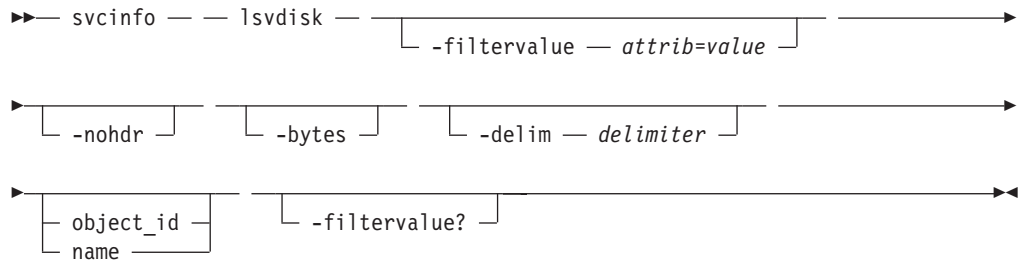 svcinfo lsvdisk
-filtervalue attrib=value
-nohdr -bytes -delim delimiter
object_id -filtervalue?
name